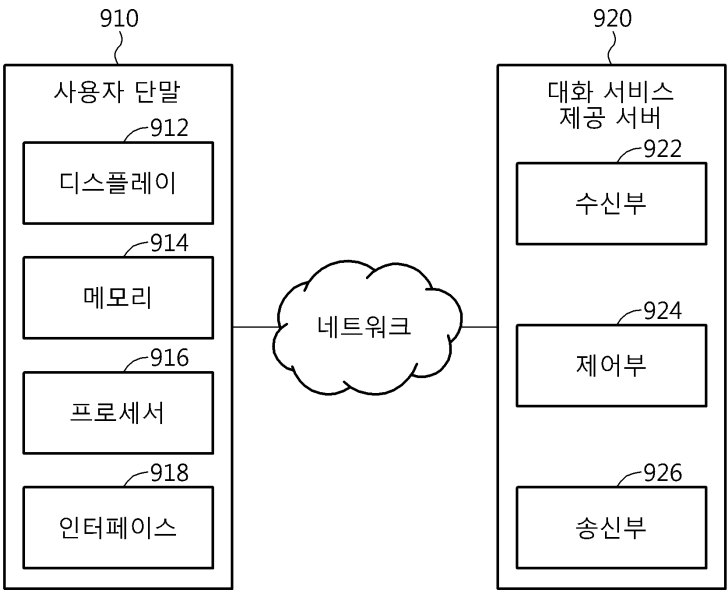 910
사용자 단말
912
디스플레이
914
메모리
916
프로세서
918
인터페이스
네트워크
920
대화 서비스
제공 서버
922
수신부
924
제어부
926
송신부